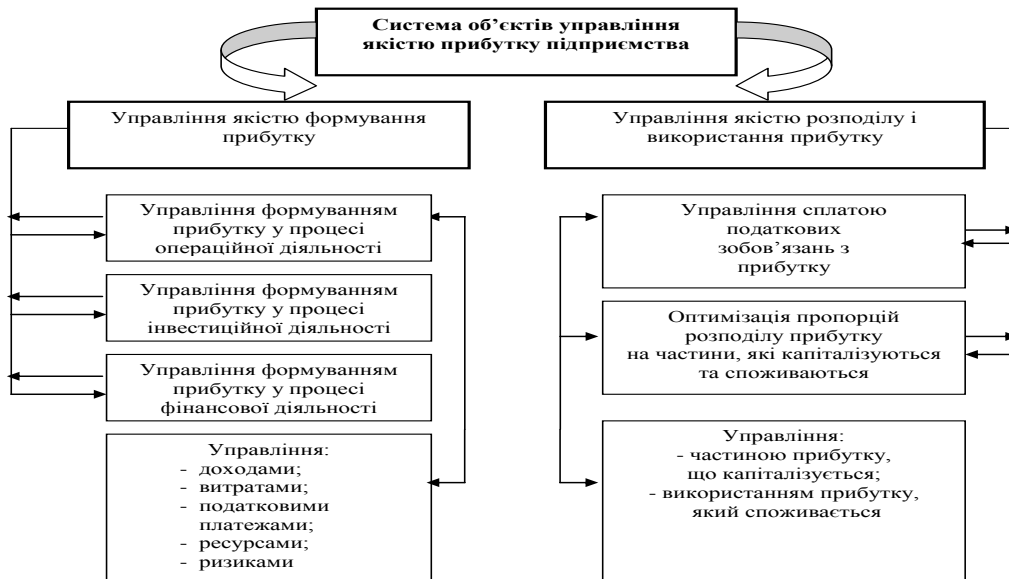 Система об’єктів управління
якістю прибутку підприємства
Управління якістю формування
прибутку
Управління якістю розподілу і
використання прибутку
Управління формуванням
прибутку у процесі
операційної діяльності
Управління формуванням
прибутку у процесі
інвестиційної діяльності
Управління формуванням
прибутку у процесі
фінансової діяльності
Управління:
- доходами;
- витратами;
- податковими
платежами;
- ресурсами;
- ризиками
Управління сплатою
податкових
зобов’язань з
прибутку
Оптимізація пропорцій
розподілу прибутку
на частини, які капіталізуються
та споживаються
Управління:
- частиною прибутку,
що капіталізується;
- використанням прибутку,
який споживається